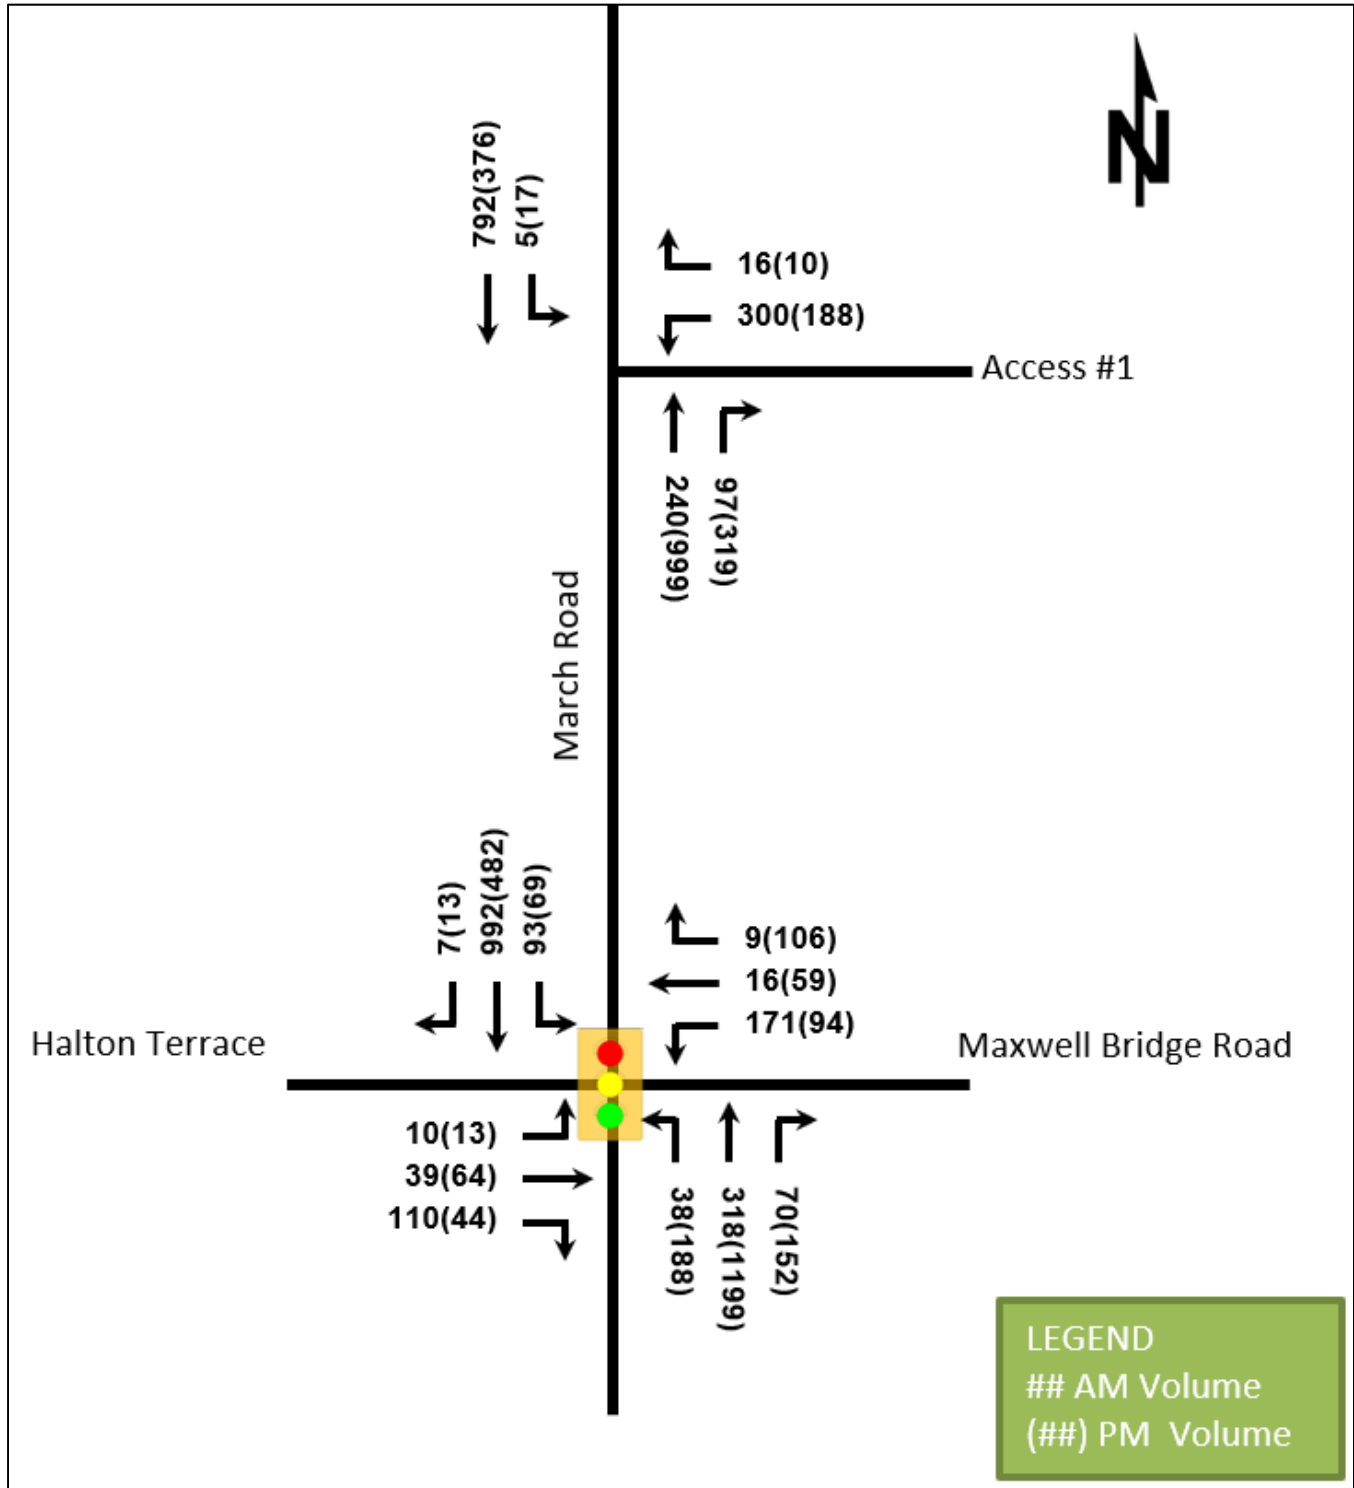 N
792(376)
5(17)
16(10)
300(188)
Access #1
240(999)
97(319)
March Road
7(13)
992(482)
93(69)
9(106)
16(59)
171(94)
Halton Terrace
Maxwell Bridge Road
10(13)
39(64)
110(44)
38(188)
318(1199)
70(152)
LEGEND
## AM Volume
(##) PM Volume